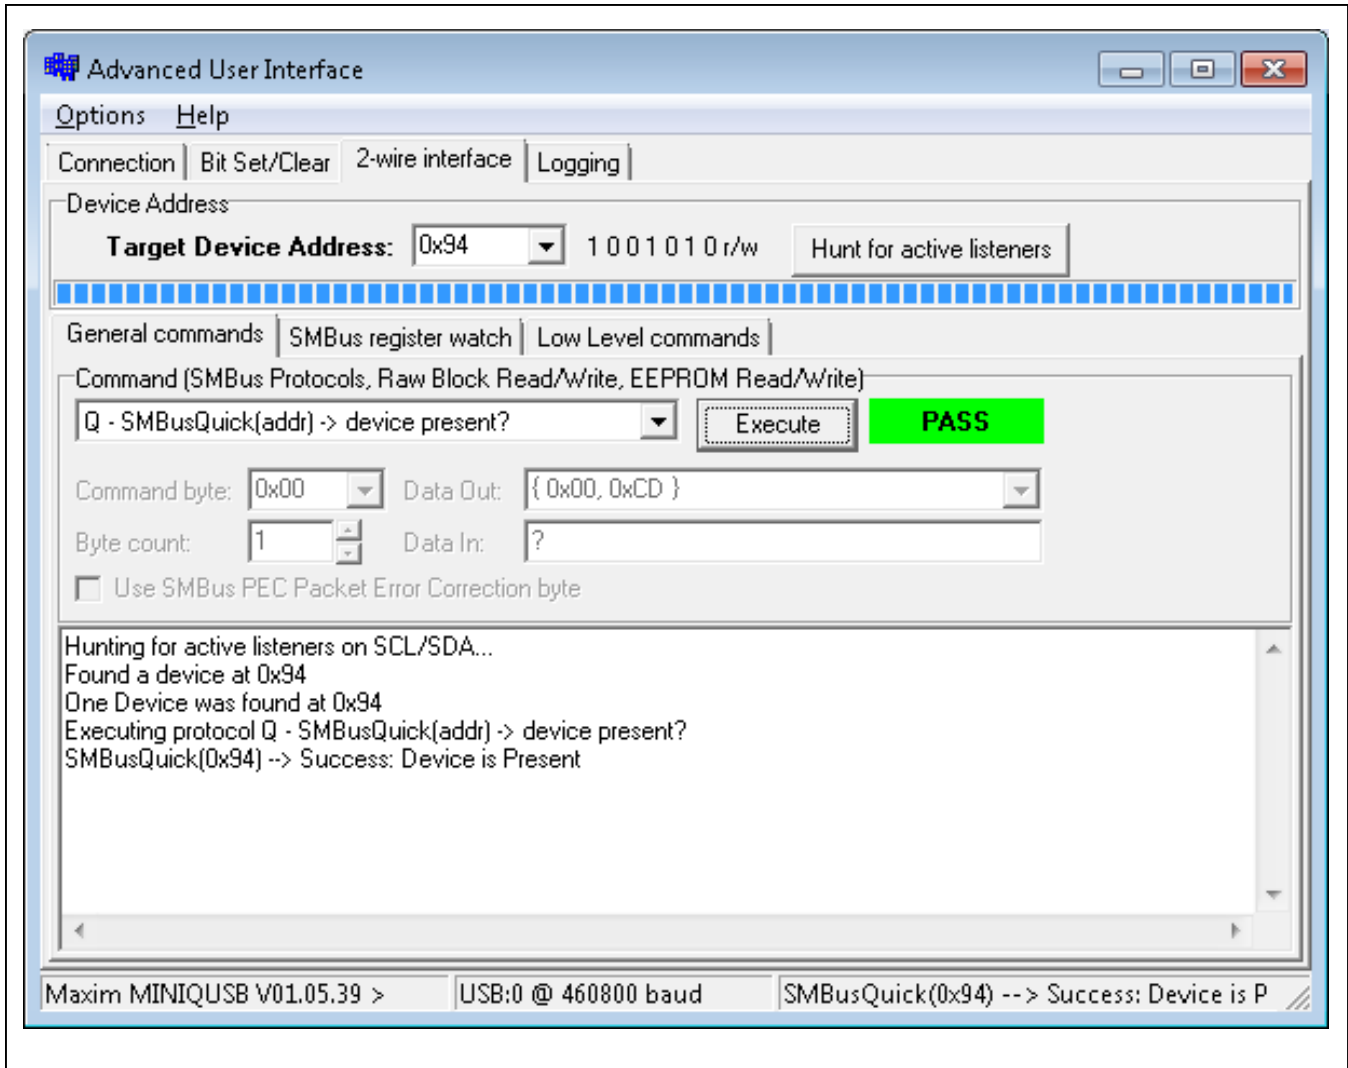 Advanced User Interface
Options Help
Connection Bit Set/Clear 2-wire interface Logging
Device Address
Target Device Address: 0x94 1 0 0 1 0 1 0 r/w Hunt for active listeners
General commands SMBus register watch Low Level commands
Command (SMBus Protocols, Raw Block Read/Write, EEPROM Read/Write)
Q - SMBusQuick(addr) -> device present? Execute PASS
Command byte: 0x00 Data Out: { 0x00, 0xCD }
Byte count: 1 Data In: ?
Use SMBus PEC Packet Error Correction byte
Hunting for active listeners on SCL/SDA...
Found a device at 0x94
One Device was found at 0x94
Executing protocol Q - SMBusQuick(addr) -> device present?
SMBusQuick(0x94) --> Success: Device is Present
Maxim MINIQUSB V01.05.39 > USB:0 @ 460800 baud SMBusQuick(0x94) --> Success: Device is P